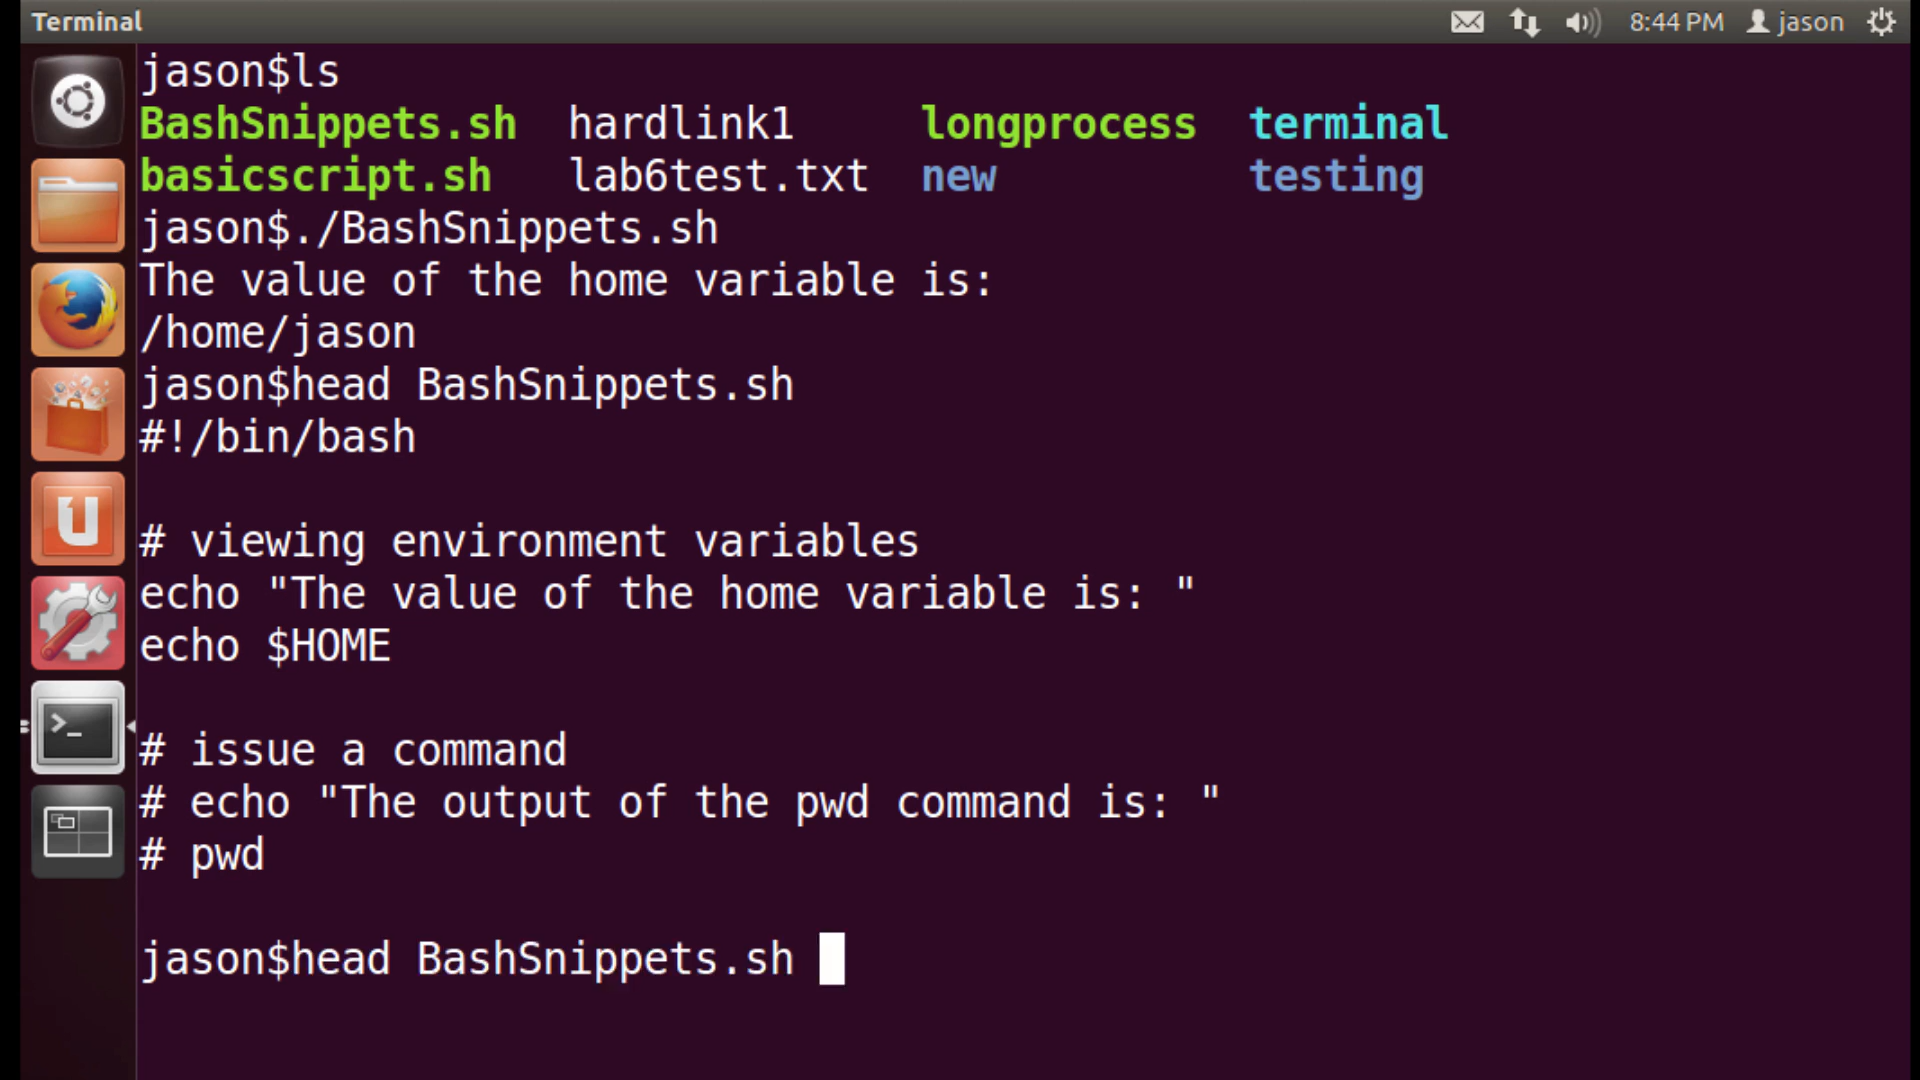 Terminal 8:44 PM jason
jason$ls
BashSnippets.sh hardlink1 longprocess terminal
basicscript.sh lab6test.txt new testing
jason$./BashSnippets.sh
The value of the home variable is:
/home/jason
jason$head BashSnippets.sh
#!/bin/bash
# viewing environment variables
echo "The value of the home variable is: "
echo $HOME
# issue a command
# echo "The output of the pwd command is: "
# pwd
jason$head BashSnippets.sh